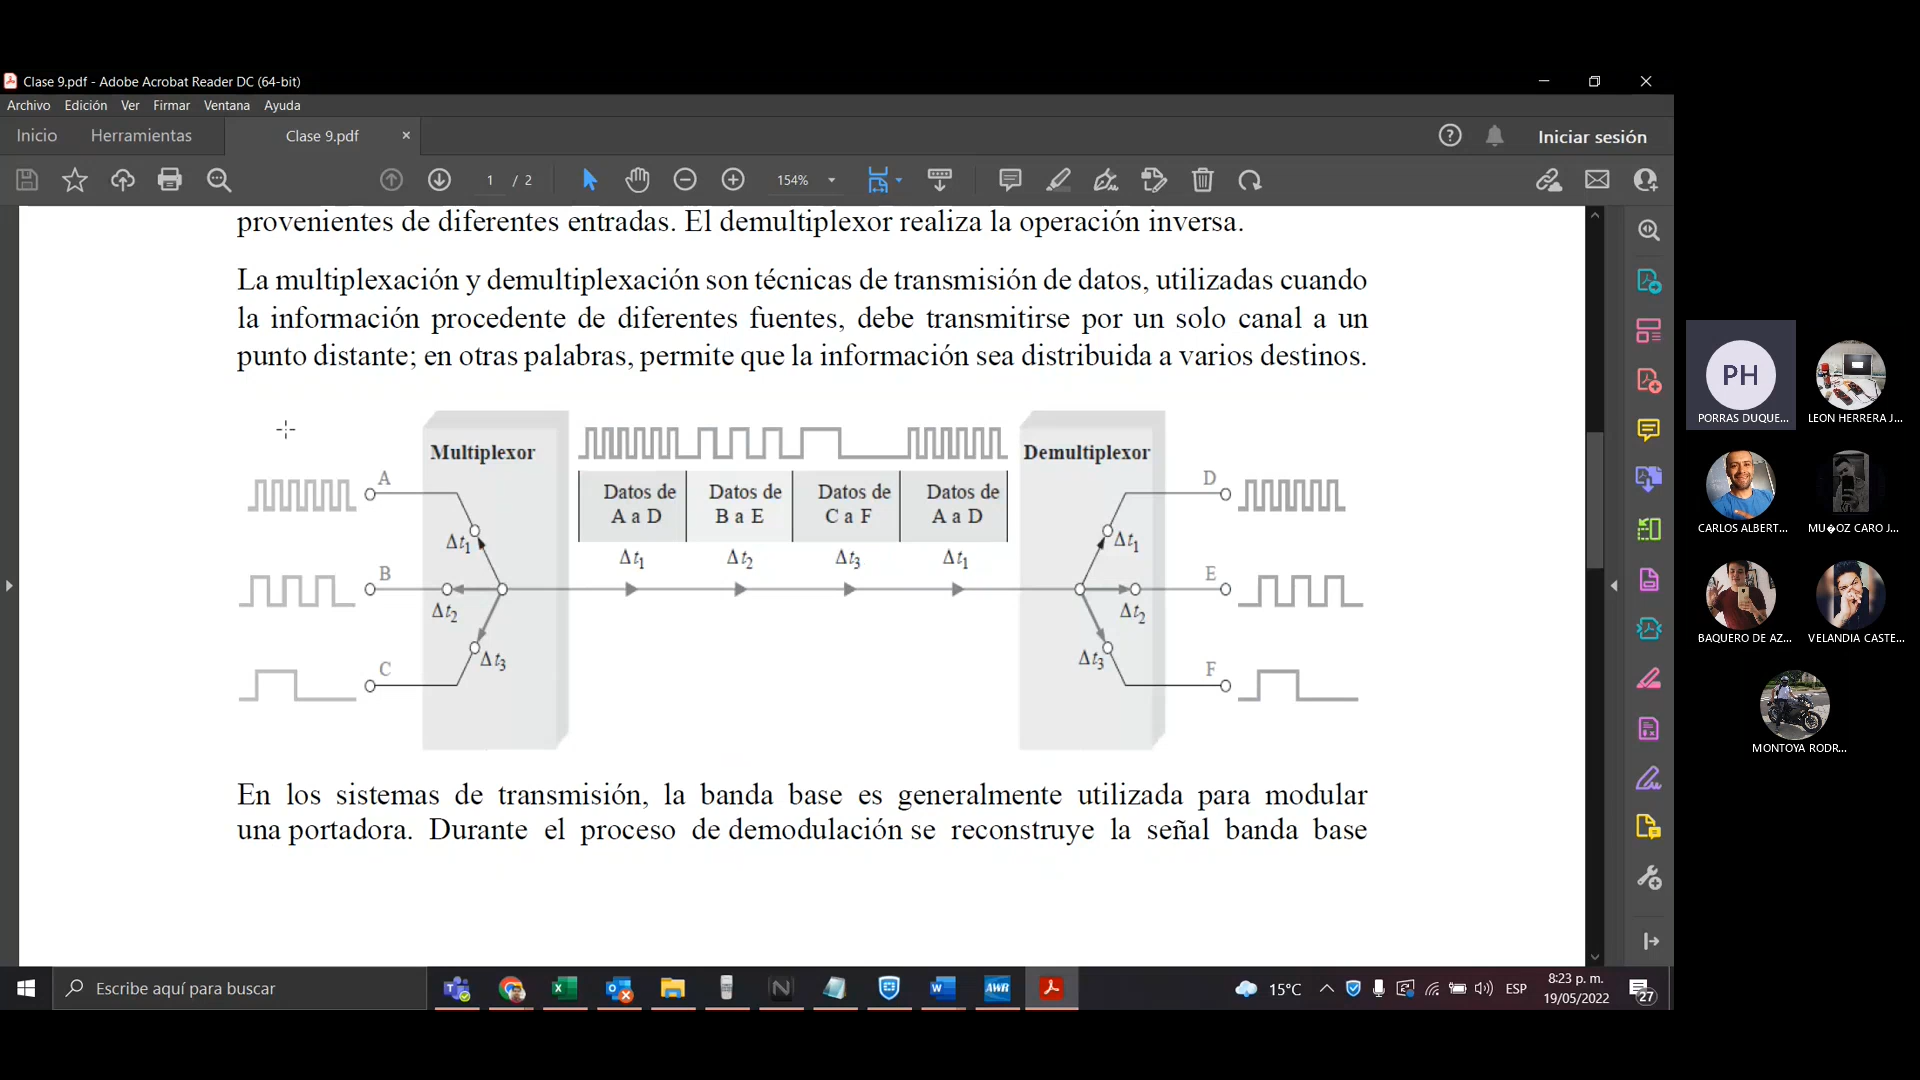 Clase 9.pdf - Adobe Acrobat Reader DC (64-bit)
Archivo Edición Ver Firmar Ventana Ayuda
Inicio Herramientas Clase 9.pdf × Iniciar sesión
1 / 2 154%
provenientes de diferentes entradas. El demultiplexor realiza la operación inversa.
La multiplexación y demultiplexación son técnicas de transmisión de datos, utilizadas cuando
la información procedente de diferentes fuentes, debe transmitirse por un solo canal a un
punto distante; en otras palabras, permite que la información sea distribuida a varios destinos.
Multiplexor
Demultiplexor
A
B
C
Δt1
Δt2
Δt3
Datos de
A a D
Datos de
B a E
Datos de
C a F
Datos de
A a D
Δt1 Δt2 Δt3 Δt1
D
E
F
Δt1
Δt2
Δt3
En los sistemas de transmisión, la banda base es generalmente utilizada para modular
una portadora. Durante el proceso de demodulación se reconstruye la señal banda base
PH
PORRAS DUQUE... LEON HERRERA J...
CARLOS ALBERT... MU�OZ CARO J...
BAQUERO DE AZ... VELANDIA CASTE...
MONTOYA RODR...
Escribe aquí para buscar
AWR
15°C ESP
8:23 p. m.
19/05/2022
27